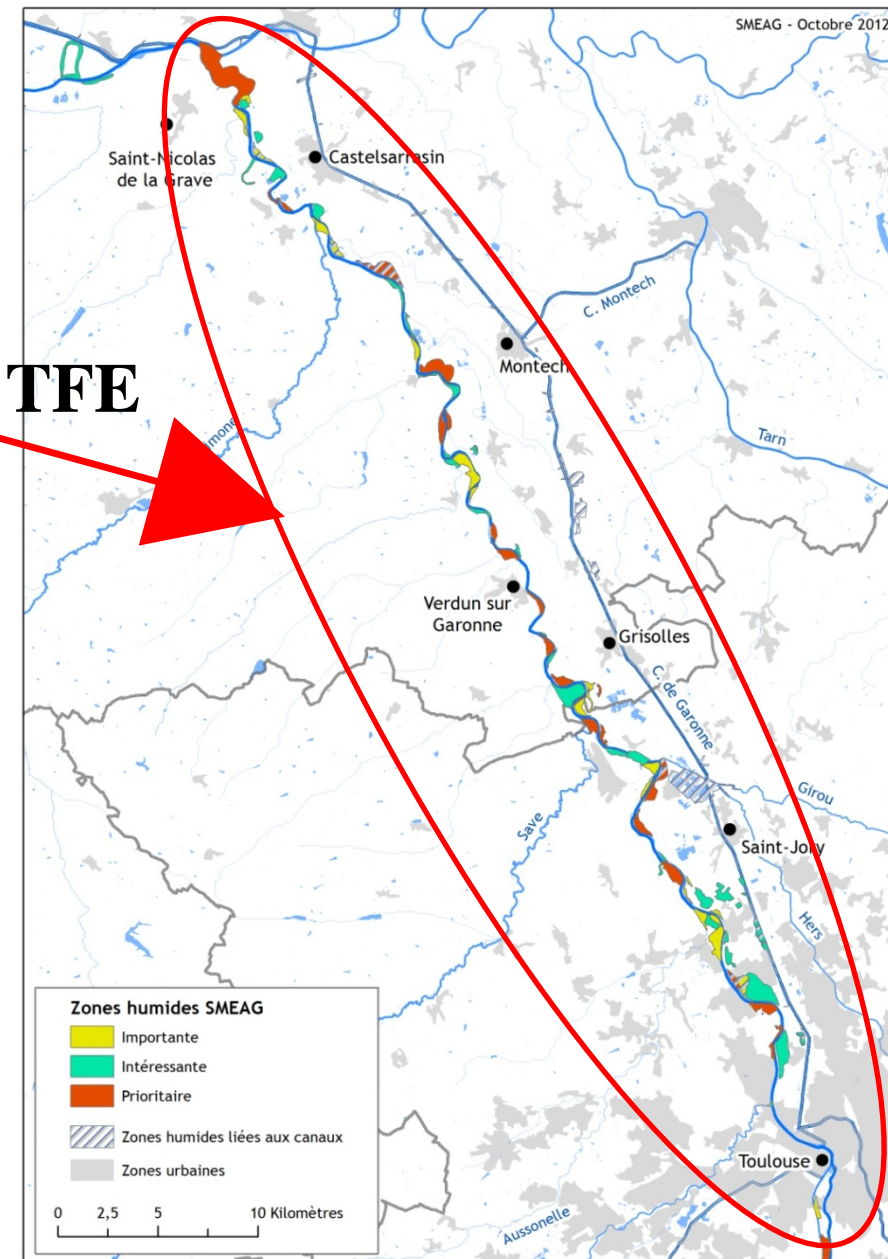 SMEAG - Octobre 2012
Saint-Nicolas
de la Grave
Castelsarrasin
C. Montech
Montech
TFE
mone
Tarn
Verdun sur
Garonne
Grisolles
C. de Garonne
Girou
Save
Saint-Jory
Hers
Zones humides SMEAG
Importante
Intéressante
Prioritaire
Zones humides liées aux canaux
Zones urbaines
0 2,5 5 10 Kilomètres
Toulouse
Aussonelle